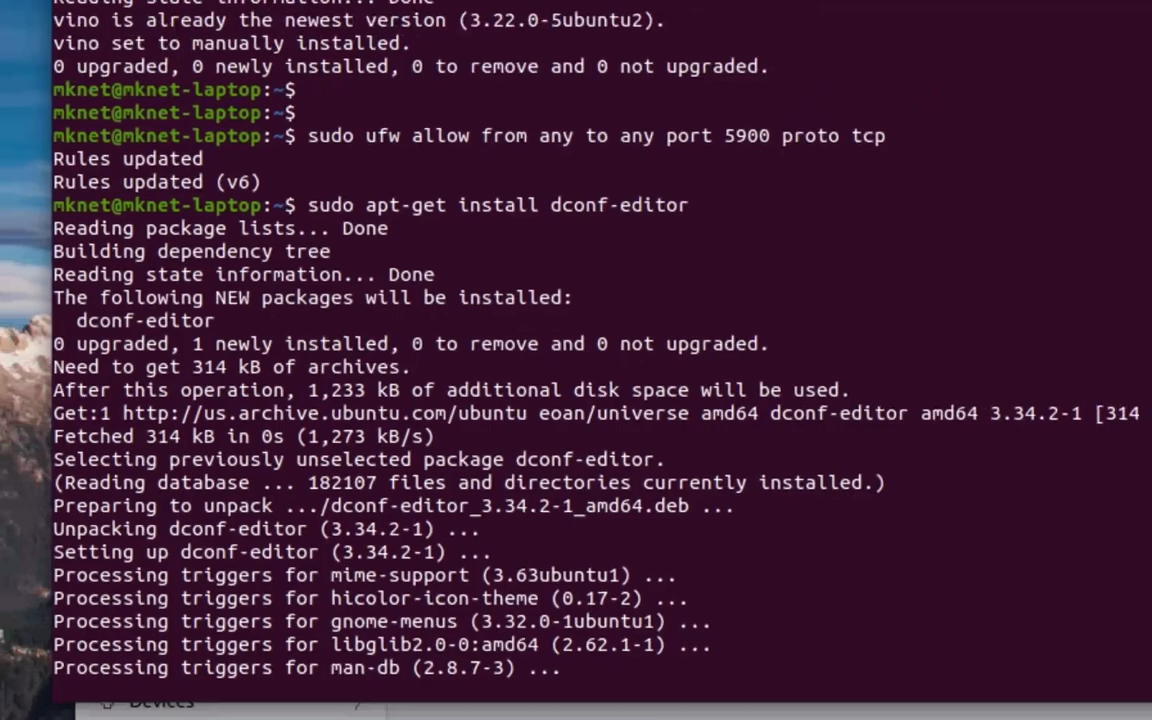 Reading state information... Done
vino is already the newest version (3.22.0-5ubuntu2).
vino set to manually installed.
0 upgraded, 0 newly installed, 0 to remove and 0 not upgraded.
mknet@mknet-laptop:~$
mknet@mknet-laptop:~$
mknet@mknet-laptop:~$ sudo ufw allow from any to any port 5900 proto tcp
Rules updated
Rules updated (v6)
mknet@mknet-laptop:~$ sudo apt-get install dconf-editor
Reading package lists... Done
Building dependency tree
Reading state information... Done
The following NEW packages will be installed:
  dconf-editor
0 upgraded, 1 newly installed, 0 to remove and 0 not upgraded.
Need to get 314 kB of archives.
After this operation, 1,233 kB of additional disk space will be used.
Get:1 http://us.archive.ubuntu.com/ubuntu eoan/universe amd64 dconf-editor amd64 3.34.2-1 [314
Fetched 314 kB in 0s (1,273 kB/s)
Selecting previously unselected package dconf-editor.
(Reading database ... 182107 files and directories currently installed.)
Preparing to unpack .../dconf-editor_3.34.2-1_amd64.deb ...
Unpacking dconf-editor (3.34.2-1) ...
Setting up dconf-editor (3.34.2-1) ...
Processing triggers for mime-support (3.63ubuntu1) ...
Processing triggers for hicolor-icon-theme (0.17-2) ...
Processing triggers for gnome-menus (3.32.0-1ubuntu1) ...
Processing triggers for libglib2.0-0:amd64 (2.62.1-1) ...
Processing triggers for man-db (2.8.7-3) ...
Devices